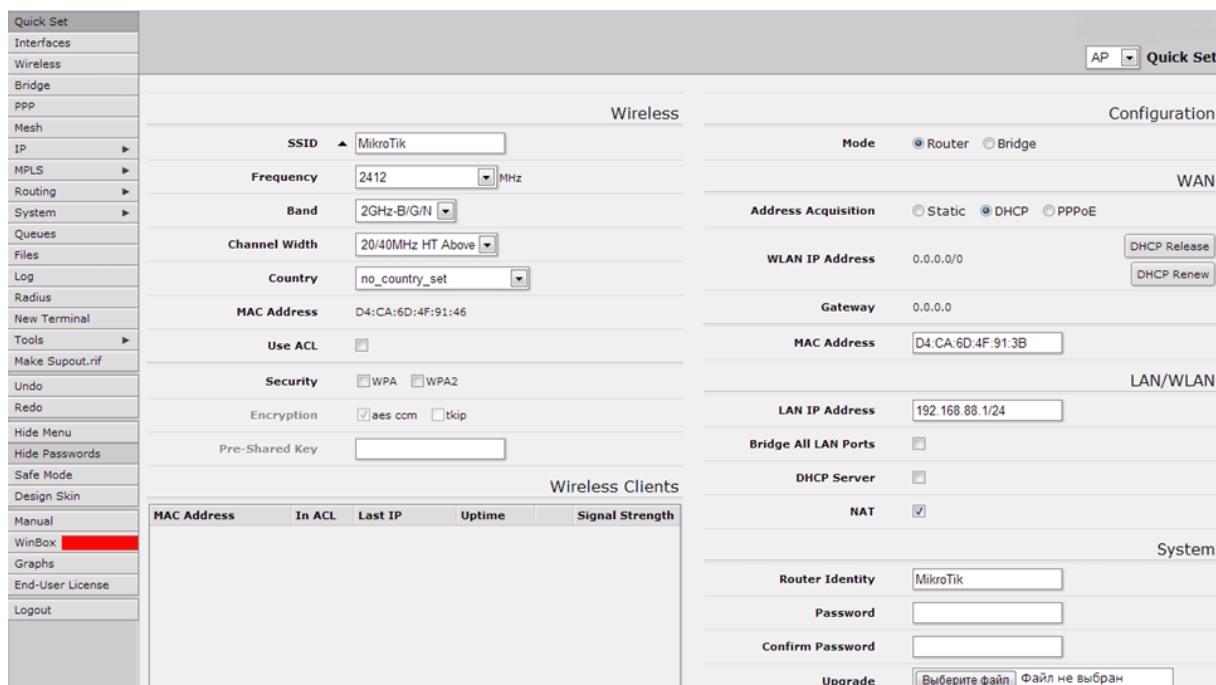 Quick Set
Interfaces
Wireless
Bridge
PPP
Mesh
IP
MPLS
Routing
System
Queues
Files
Log
Radius
New Terminal
Tools
Make Supout.rif
Undo
Redo
Hide Menu
Hide Passwords
Safe Mode
Design Skin
Manual
WinBox
Graphs
End-User License
Logout
AP Quick Set
Wireless
SSID MikroTik
Frequency 2412 MHz
Band 2GHz-B/G/N
Channel Width 20/40MHz HT Above
Country no_country_set
MAC Address D4:CA:6D:4F:91:46
Use ACL
Security WPA WPA2
Encryption aes ccm tkip
Pre-Shared Key
Wireless Clients
MAC Address In ACL Last IP Uptime Signal Strength
Configuration
Mode Router Bridge
WAN
Address Acquisition Static DHCP PPPoE
DHCP Release
WLAN IP Address 0.0.0.0/0
DHCP Renew
Gateway 0.0.0.0
MAC Address D4:CA:6D:4F:91:3B
LAN/WLAN
LAN IP Address 192.168.88.1/24
Bridge All LAN Ports
DHCP Server
NAT
System
Router Identity MikroTik
Password
Confirm Password
Upgrade Выберите файл Файл не выбран